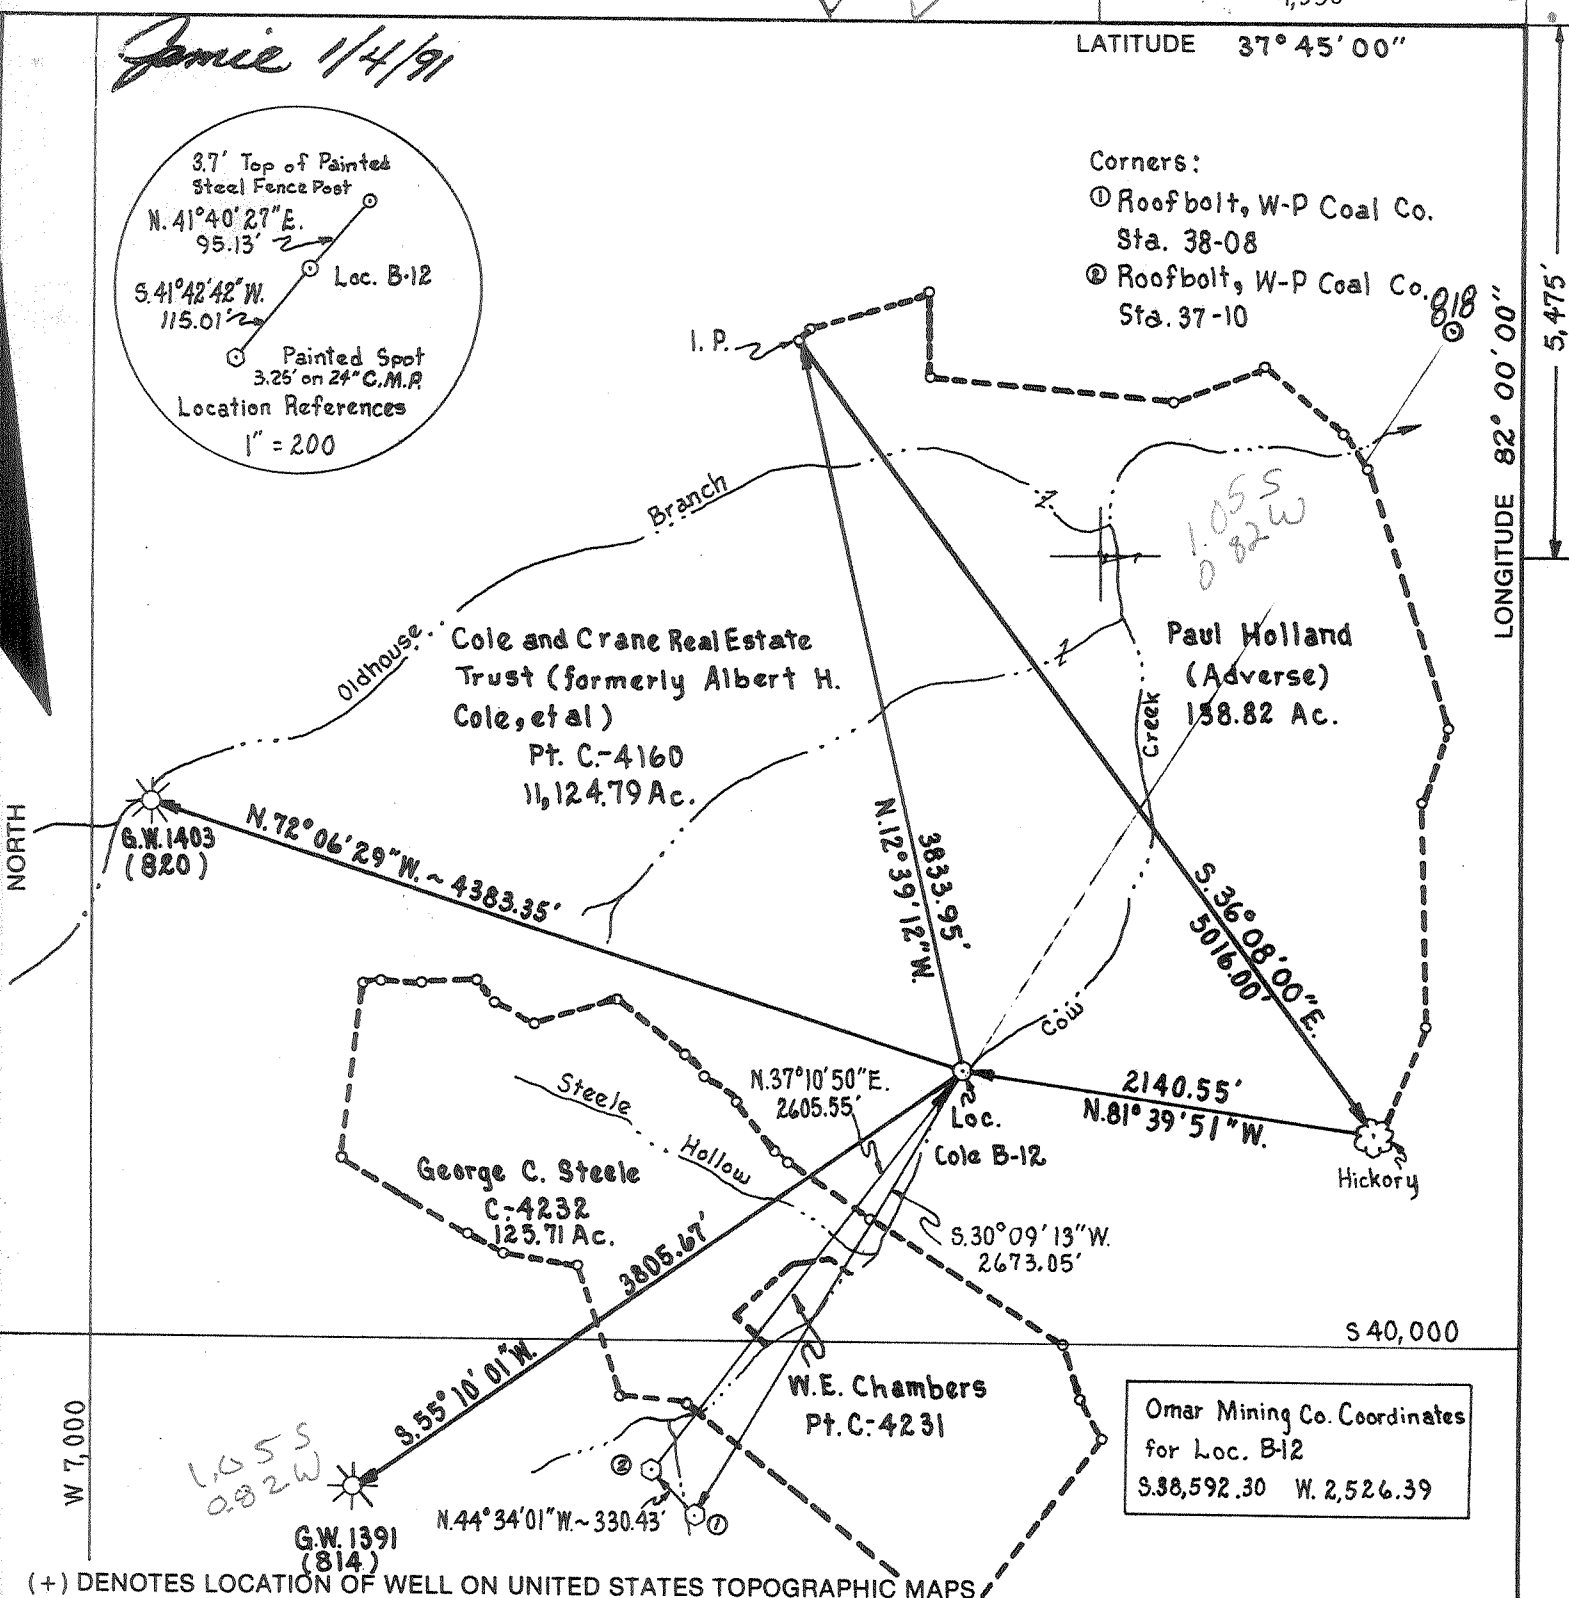 Jamie 1/4/91
LATITUDE 37° 45' 00"
5,475'
LONGITUDE 82° 00' 00"
3.7' Top of Painted
Steel Fence Post
N. 41°40'27"E.
95.13'
Loc. B-12
S.41°42'42"W.
115.01'
Painted Spot
3.25' on 24" C.M.P.
Location References
1" = 200
Corners:
① Roofbolt, W-P Coal Co.
Sta. 38-08
② Roofbolt, W-P Coal Co.
Sta. 37-10
818
I. P.
Oldhouse Branch
1.05 S
0.82 W
Cole and Crane Real Estate
Trust (formerly Albert H.
Cole, et al)
Pt. C.-4160
11,124.79 Ac.
Paul Holland
(Adverse)
138.82 Ac.
Cow Creek
NORTH
G.W. 1403
(820)
N. 72° 06' 29" W. ~ 4383.35'
3833.95'
N. 12° 39' 12" W.
S. 36° 08' 00" E.
5016.00'
2140.55'
N. 81° 39' 51" W.
Hickory
Loc.
Cole B-12
N. 37°10'50"E.
2605.55'
Steele Hollow
George C. Steele
C.-4232
125.71 Ac.
3805.67'
S. 55° 10' 01" W.
S. 30°09'13"W.
2673.05'
W.E. Chambers
Pt. C.-4231
S 40,000
W 7,000
Omar Mining Co. Coordinates
for Loc. B-12
S.38,592.30 W. 2,526.39
1.05 S
0.82 W
G.W. 1391
(814)
②
N. 44° 34' 01" W. ~ 330.43'
①
(+) DENOTES LOCATION OF WELL ON UNITED STATES TOPOGRAPHIC MAPS